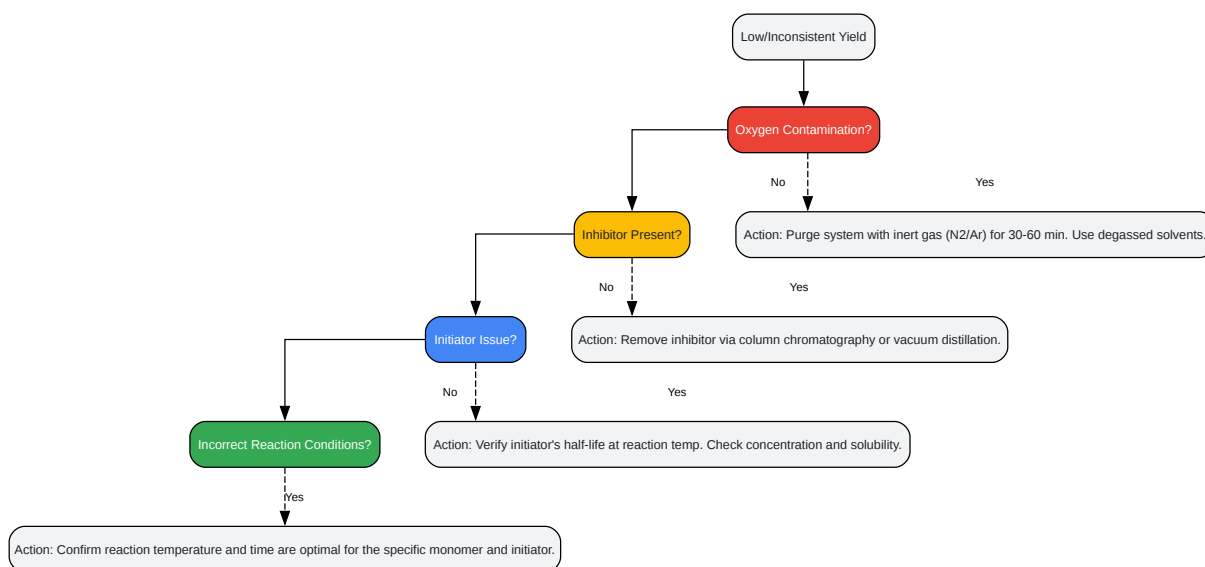 Low/Inconsistent Yield
Oxygen Contamination?
No
Yes
Inhibitor Present?
Action: Purge system with inert gas (N2/Ar) for 30-60 min. Use degassed solvents.
No
Yes
Initiator Issue?
Action: Remove inhibitor via column chromatography or vacuum distillation.
No
Yes
Incorrect Reaction Conditions?
Action: Verify initiator's half-life at reaction temp. Check concentration and solubility.
Yes
Action: Confirm reaction temperature and time are optimal for the specific monomer and initiator.